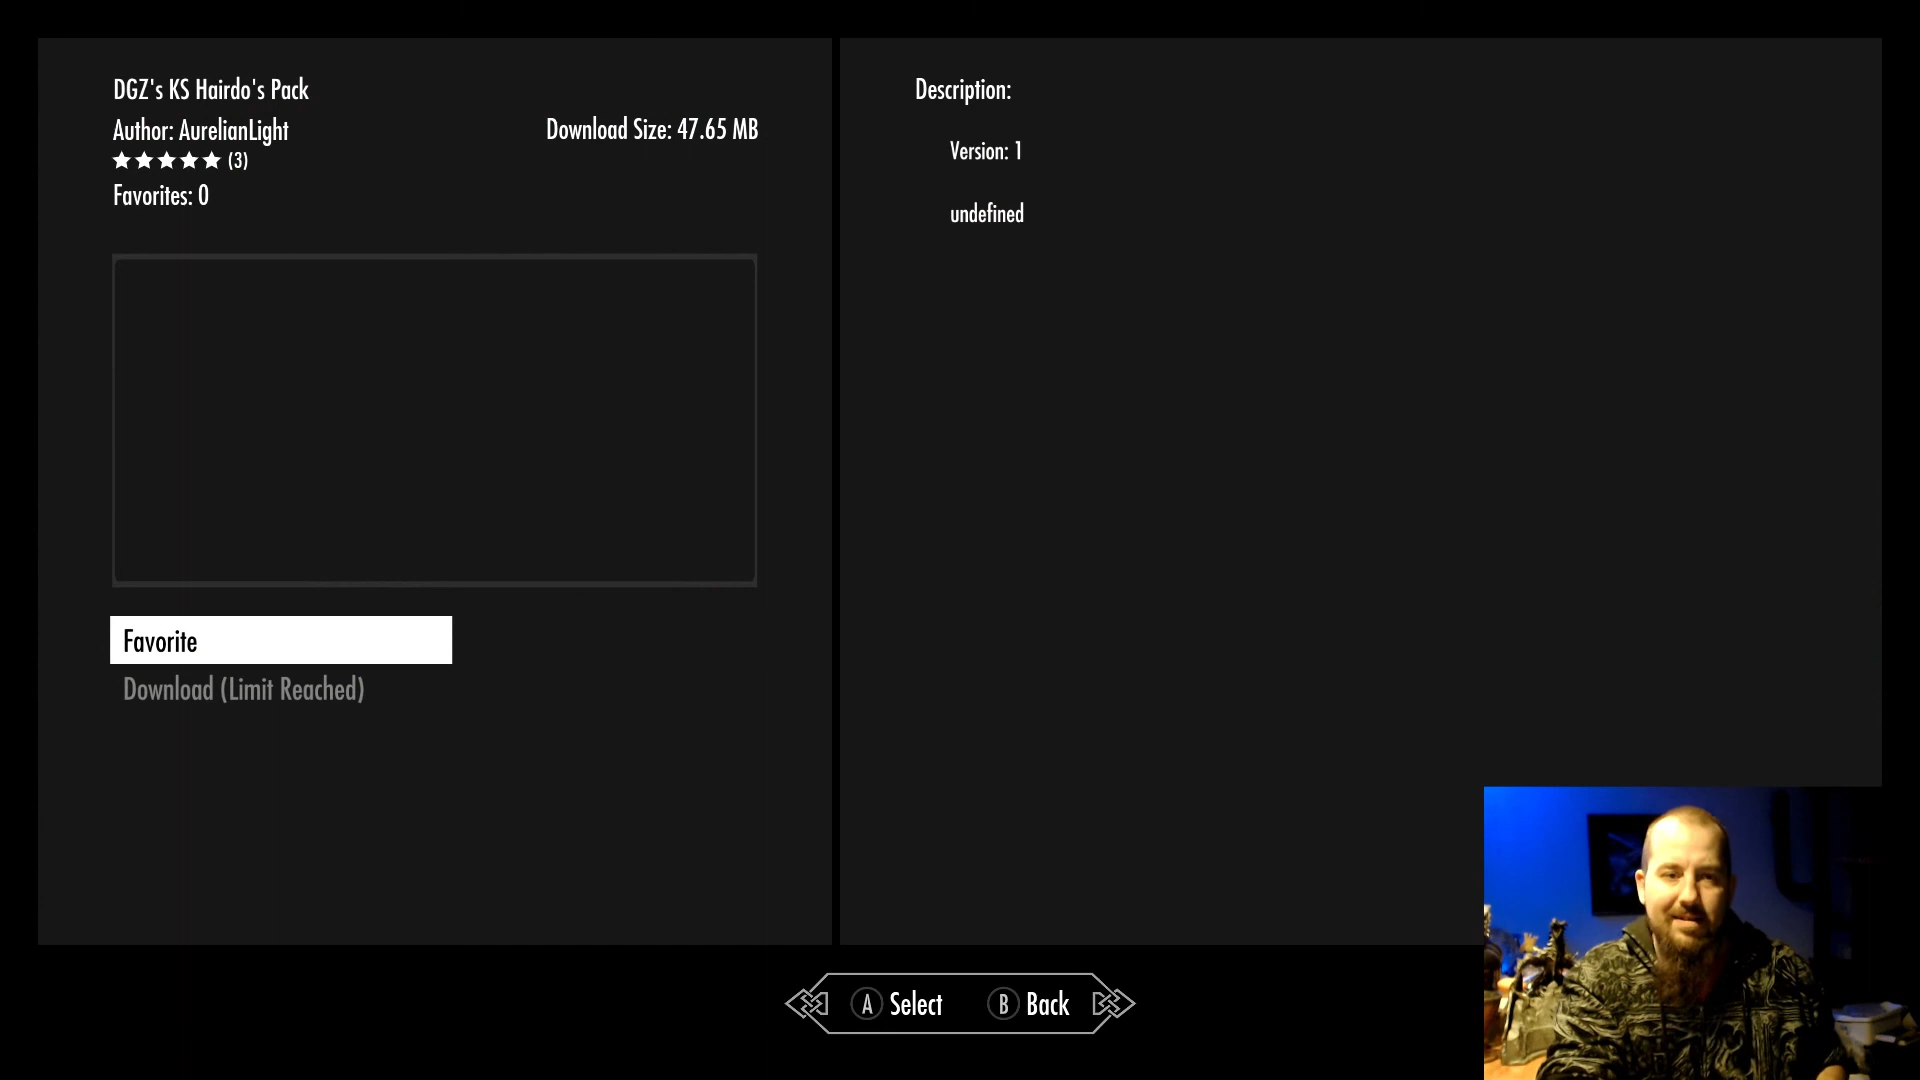 DGZ's KS Hairdo's Pack
Author: AurelianLight
Download Size: 47.65 MB
★★★★★ (3)
Favorites: 0
Favorite
Download (Limit Reached)
Description:
Version: 1
undefined
A Select
B Back